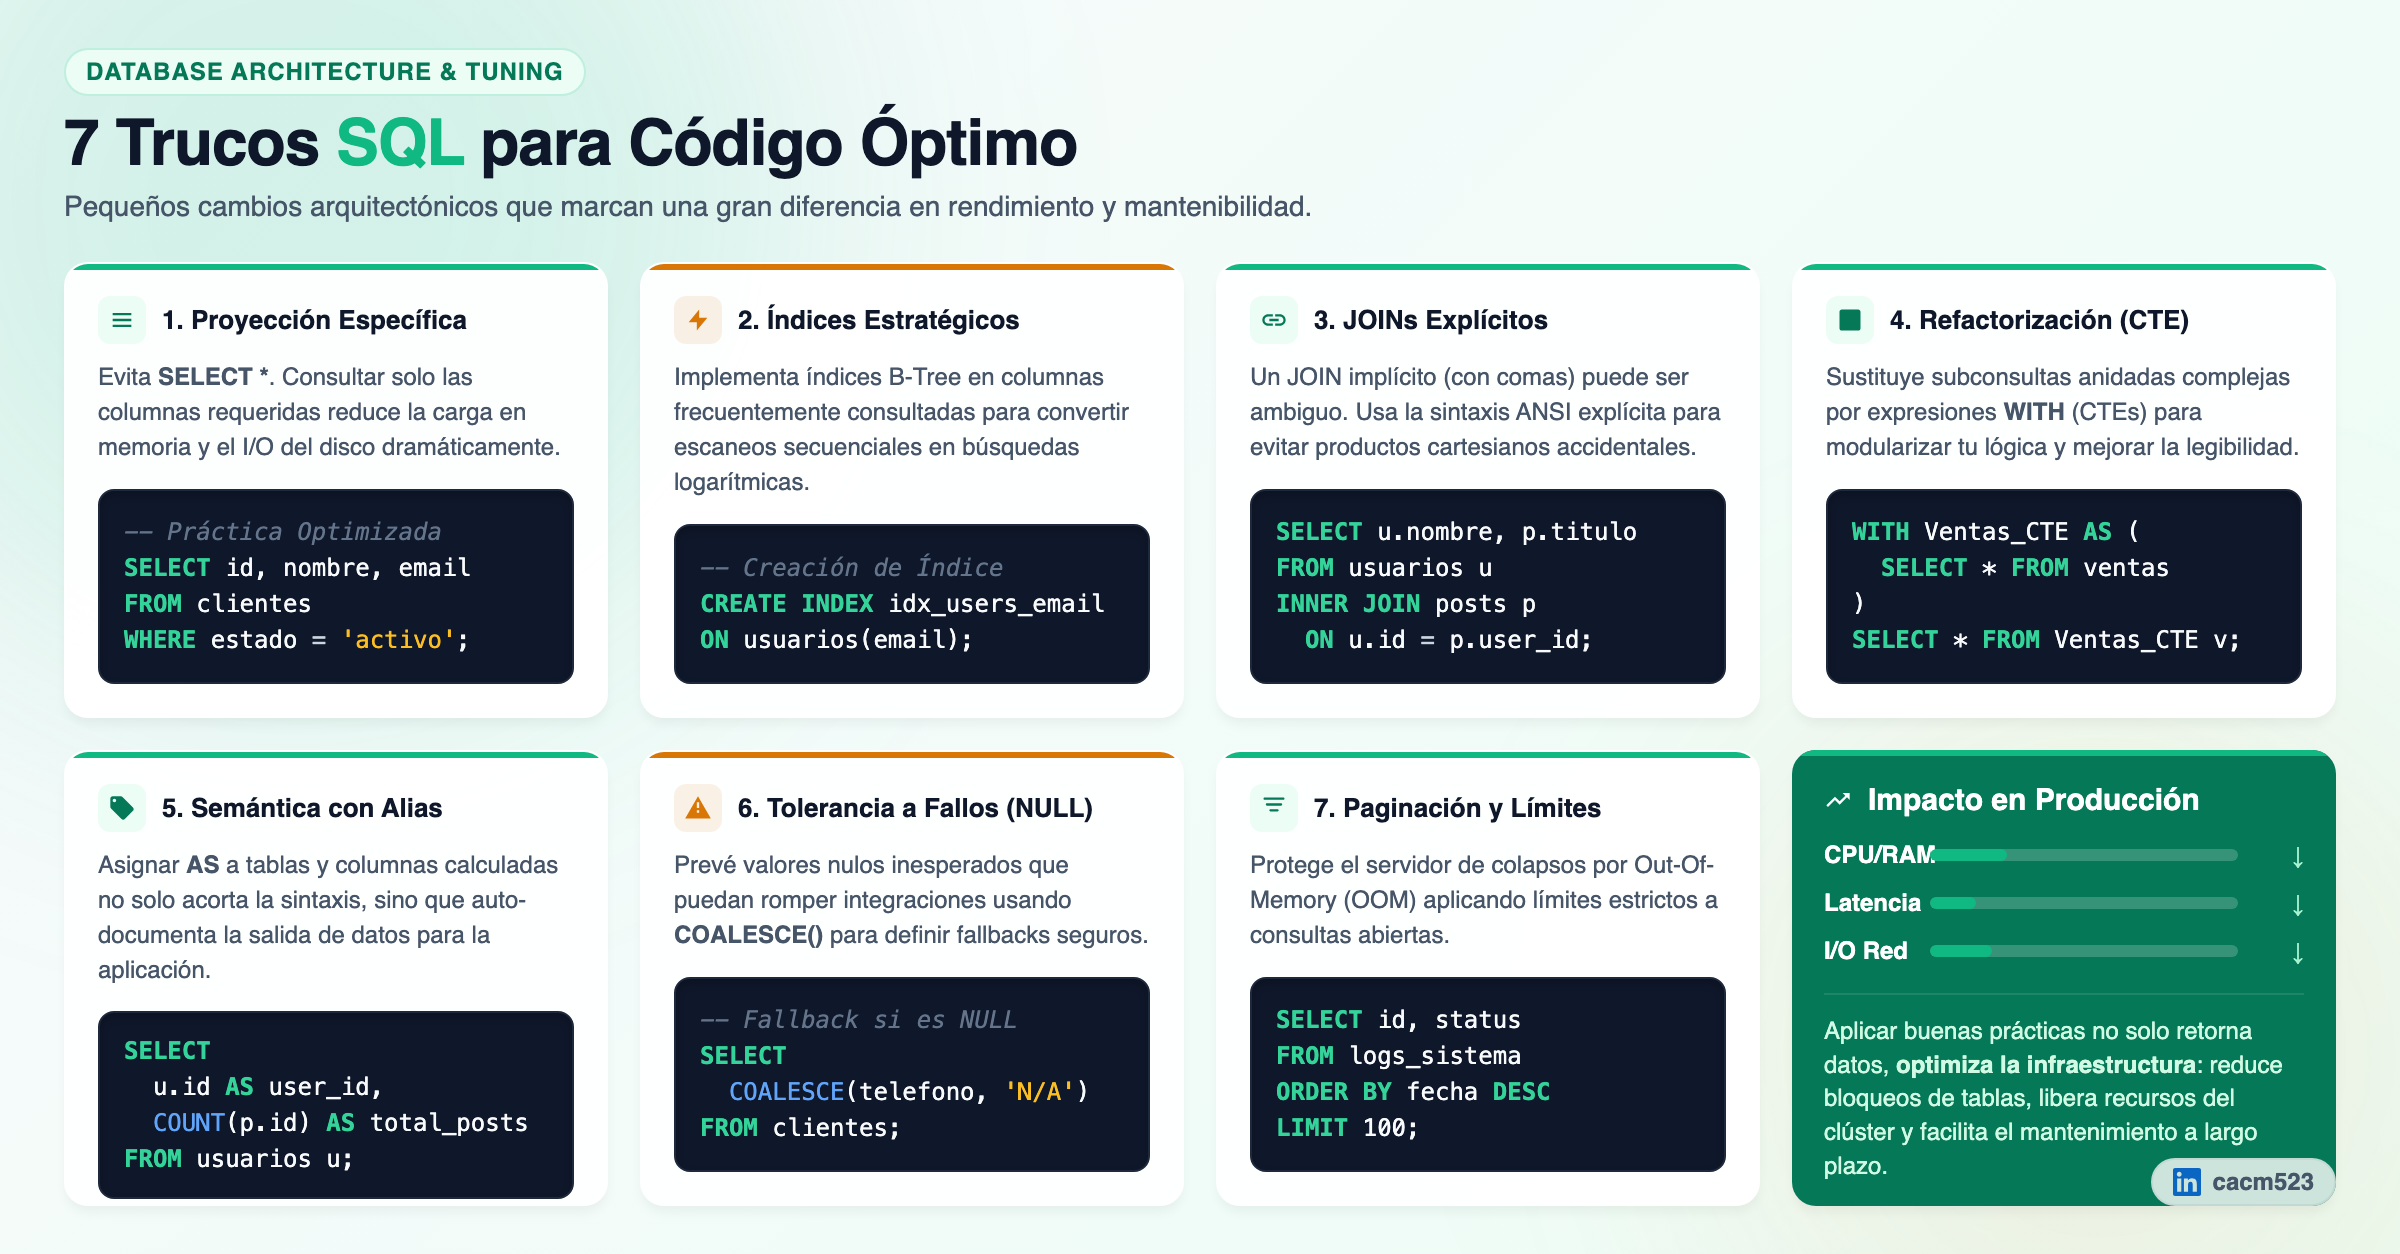 DATABASE ARCHITECTURE & TUNING
7 Trucos SQL para Código Óptimo
Pequeños cambios arquitectónicos que marcan una gran diferencia en rendimiento y mantenibilidad.
1. Proyección Específica
Evita SELECT *. Consultar solo las
columnas requeridas reduce la carga en
memoria y el I/O del disco dramáticamente.
-- Práctica Optimizada
SELECT id, nombre, email
FROM clientes
WHERE estado = 'activo';
2. Índices Estratégicos
Implementa índices B-Tree en columnas
frecuentemente consultadas para convertir
escaneos secuenciales en búsquedas
logarítmicas.
-- Creación de Índice
CREATE INDEX idx_users_email
ON usuarios(email);
3. JOINs Explícitos
Un JOIN implícito (con comas) puede ser
ambiguo. Usa la sintaxis ANSI explícita para
evitar productos cartesianos accidentales.
SELECT u.nombre, p.titulo
FROM usuarios u
INNER JOIN posts p
  ON u.id = p.user_id;
4. Refactorización (CTE)
Sustituye subconsultas anidadas complejas
por expresiones WITH (CTEs) para
modularizar tu lógica y mejorar la legibilidad.
WITH Ventas_CTE AS (
  SELECT * FROM ventas
)
SELECT * FROM Ventas_CTE v;
5. Semántica con Alias
Asignar AS a tablas y columnas calculadas
no solo acorta la sintaxis, sino que auto-
documenta la salida de datos para la
aplicación.
SELECT
  u.id AS user_id,
  COUNT(p.id) AS total_posts
FROM usuarios u;
6. Tolerancia a Fallos (NULL)
Prevé valores nulos inesperados que
puedan romper integraciones usando
COALESCE() para definir fallbacks seguros.
-- Fallback si es NULL
SELECT
  COALESCE(telefono, 'N/A')
FROM clientes;
7. Paginación y Límites
Protege el servidor de colapsos por Out-Of-
Memory (OOM) aplicando límites estrictos a
consultas abiertas.
SELECT id, status
FROM logs_sistema
ORDER BY fecha DESC
LIMIT 100;
Impacto en Producción
CPU/RAM ↓
Latencia ↓
I/O Red ↓
Aplicar buenas prácticas no solo retorna
datos, optimiza la infraestructura: reduce
bloqueos de tablas, libera recursos del
clúster y facilita el mantenimiento a largo
plazo.
in cacm523